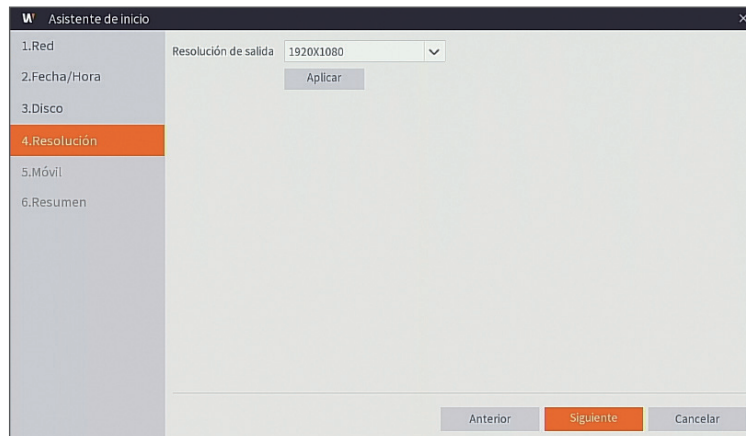 Asistente de inicio
1.Red
2.Fecha/Hora
3.Disco
4.Resolución
5.Móvil
6.Resumen
Resolución de salida 1920X1080
Aplicar
Anterior Siguiente Cancelar